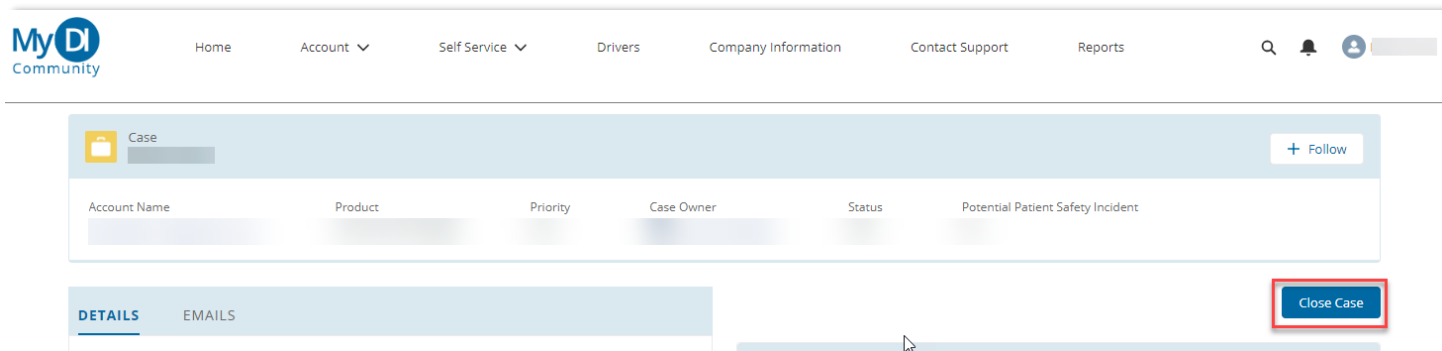 My DI
Community
Home Account Self Service Drivers Company Information Contact Support Reports
Case
+ Follow
Account Name Product Priority Case Owner Status Potential Patient Safety Incident
Close Case
DETAILS EMAILS